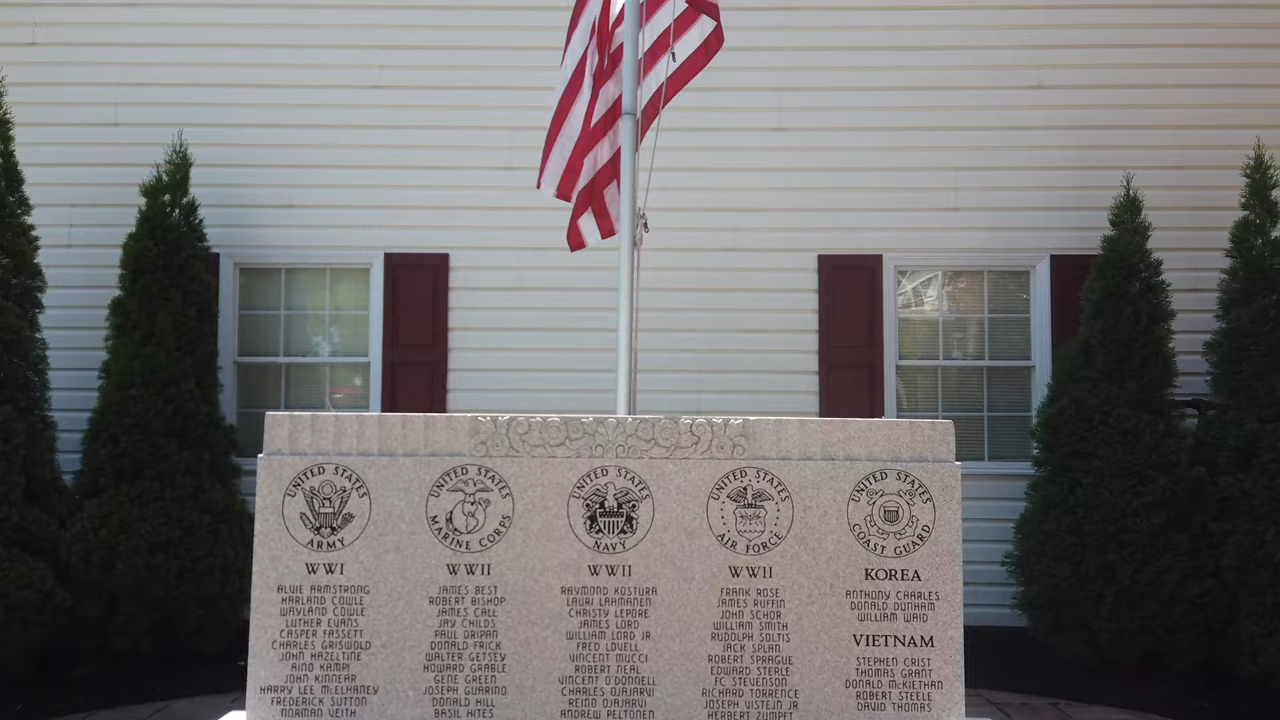 UNITED STATES
ARMY
WWI
ALVIE ARMSTRONG
HARLAND COWLE
WAYLAND COWLE
LUTHER EVANS
CASPER FASSETT
CHARLES GRISWOLD
JOHN HAZELTINE
AINO KAMPI
JOHN KINNEAR
HARRY LEE McELHANEY
FREDERICK SUTTON
NORMAN VEITH
UNITED STATES
MARINE CORPS
WWII
JAMES BEST
ROBERT BISHOP
JAMES CALL
JAY CHILDS
PAUL DRIPAN
DONALD FRICK
WALTER GETSEY
HOWARD GRABLE
GENE GREEN
JOSEPH GUARINO
DONALD HILL
BASIL HITES
UNITED STATES
NAVY
WWII
RAYMOND KOSTURA
LAURI LAAMANEN
CHRISTY LEPORE
JAMES LORD
WILLIAM LORD JR
FRED LOVELL
VINCENT MUCCI
ROBERT NEAL
VINCENT O'DONNELL
CHARLES OJAJARVI
REINO OJAJARVI
ANDREW PELTONEN
UNITED STATES
AIR FORCE
WWII
FRANK ROSE
JAMES RUFFIN
JOHN SCHOR
WILLIAM SMITH
RUDOLPH SOLTIS
JACK SPLAN
ROBERT SPRAGUE
EDWARD STERLE
FC STEVENSON
RICHARD TORRENCE
JOSEPH VISTEJN JR
HERBERT ZUMPFT
UNITED STATES
COAST GUARD
KOREA
ANTHONY CHARLES
DONALD DUNHAM
WILLIAM WAID
VIETNAM
STEPHEN CRIST
THOMAS GRANT
DONALD McKIETHAN
ROBERT STEELE
DAVID THOMAS